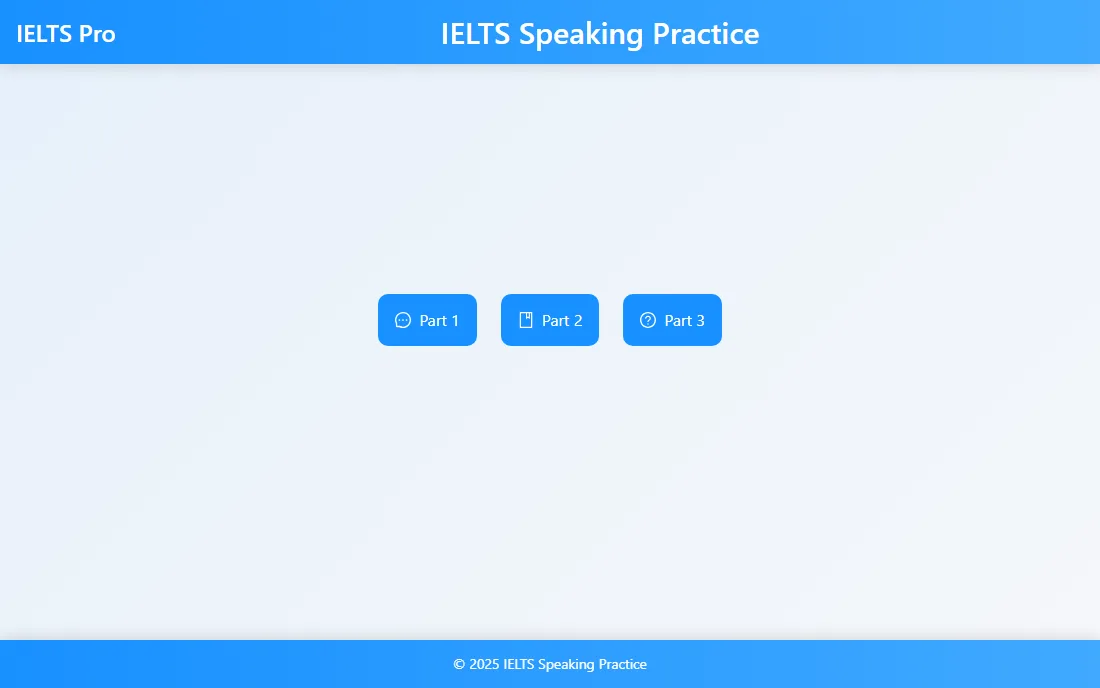 IELTS Pro
IELTS Speaking Practice
Part 1
Part 2
Part 3
© 2025 IELTS Speaking Practice